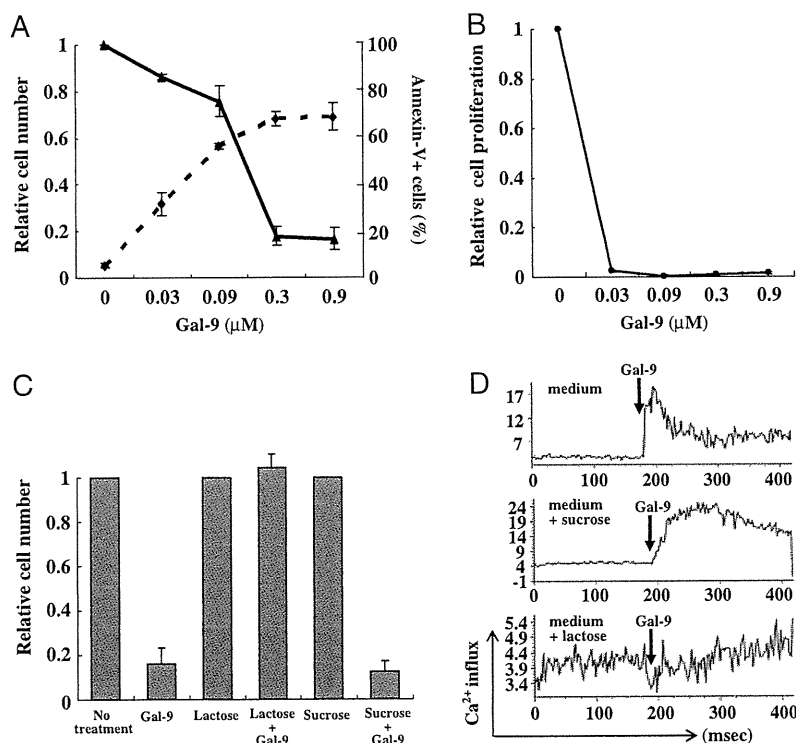 A
Relative cell number
1
0.8
0.6
0.4
0.2
0
100
80
60
40
20
0
Annexin-V+ cells (%)
0 0.03 0.09 0.3 0.9
Gal-9 (μM)
B
Relative cell proliferation
1
0.8
0.6
0.4
0.2
0
0 0.03 0.09 0.3 0.9
Gal-9 (μM)
C
Relative cell number
1
0.8
0.6
0.4
0.2
0
No
treatment
Gal-9
Lactose
Lactose
+
Gal-9
Sucrose
Sucrose
+
Gal-9
D
Gal-9
medium
17
12
7
0 100 200 300 400
medium
+ sucrose
Gal-9
24
19
14
9
4
-1
0 100 200 300 400
medium
+ lactose
Gal-9
5.4
4.9
4.4
3.9
3.4
0 100 200 300 400
Ca2+ influx
(msec)